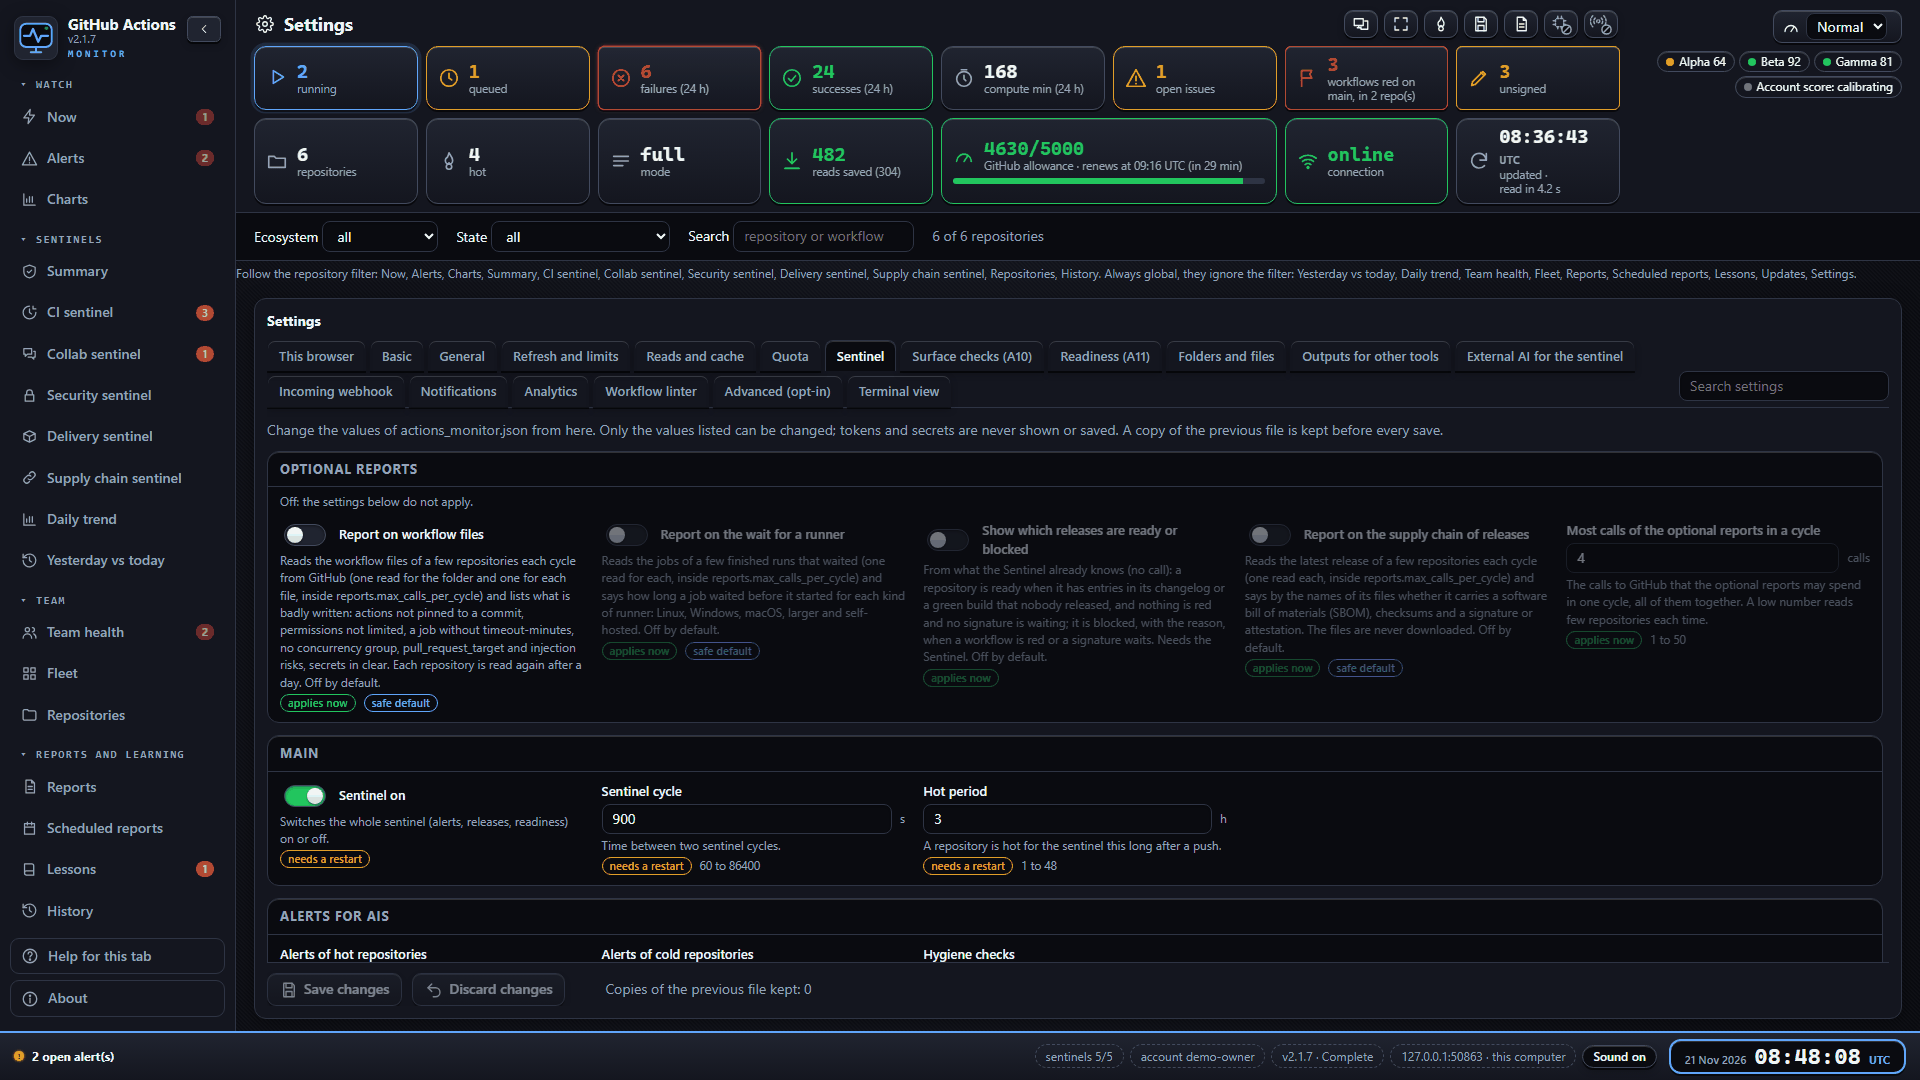 GitHub Actions
v2.1.7
MONITOR
WATCH
Now 1
Alerts 2
Charts
SENTINELS
Summary
CI sentinel 3
Collab sentinel 1
Security sentinel
Delivery sentinel
Supply chain sentinel
Daily trend
Yesterday vs today
TEAM
Team health 2
Fleet
Repositories
REPORTS AND LEARNING
Reports
Scheduled reports
Lessons 1
History
Help for this tab
About
Settings
Normal
Alpha 64 Beta 92 Gamma 81
Account score: calibrating
2 running
1 queued
6 failures (24 h)
24 successes (24 h)
168 compute min (24 h)
1 open issues
3 workflows red on main, in 2 repo(s)
3 unsigned
6 repositories
4 hot
full mode
482 reads saved (304)
4630/5000
GitHub allowance · renews at 09:16 UTC (in 29 min)
online connection
08:36:43 UTC
updated ·
read in 4.2 s
Ecosystem all State all Search repository or workflow 6 of 6 repositories
Follow the repository filter: Now, Alerts, Charts, Summary, CI sentinel, Collab sentinel, Security sentinel, Delivery sentinel, Supply chain sentinel, Repositories, History. Always global, they ignore the filter: Yesterday vs today, Daily trend, Team health, Fleet, Reports, Scheduled reports, Lessons, Updates, Settings.
Settings
This browser Basic General Refresh and limits Reads and cache Quota Sentinel Surface checks (A10) Readiness (A11) Folders and files Outputs for other tools External AI for the sentinel
Incoming webhook Notifications Analytics Workflow linter Advanced (opt-in) Terminal view Search settings
Change the values of actions_monitor.json from here. Only the values listed can be changed; tokens and secrets are never shown or saved. A copy of the previous file is kept before every save.
OPTIONAL REPORTS
Off: the settings below do not apply.
Report on workflow files
Reads the workflow files of a few repositories each cycle
from GitHub (one read for the folder and one for each
file, inside reports.max_calls_per_cycle) and lists what is
badly written: actions not pinned to a commit,
permissions not limited, a job without timeout-minutes,
no concurrency group, pull_request_target and injection
risks, secrets in clear. Each repository is read again after a
day. Off by default.
applies now safe default
Report on the wait for a runner
Reads the jobs of a few finished runs that waited (one
read for each, inside reports.max_calls_per_cycle) and
says how long a job waited before it started for each kind
of runner: Linux, Windows, macOS, larger and self-
hosted. Off by default.
applies now safe default
Show which releases are ready or
blocked
From what the Sentinel already knows (no call): a
repository is ready when it has entries in its changelog or
a green build that nobody released, and nothing is red
and no signature is waiting; it is blocked, with the reason,
when a workflow is red or a signature waits. Needs the
Sentinel. Off by default.
applies now
Report on the supply chain of releases
Reads the latest release of a few repositories each cycle
(one read each, inside reports.max_calls_per_cycle) and
says by the names of its files whether it carries a software
bill of materials (SBOM), checksums and a signature or
attestation. The files are never downloaded. Off by
default.
applies now safe default
Most calls of the optional reports in a cycle
4 calls
The calls to GitHub that the optional reports may spend
in one cycle, all of them together. A low number reads
few repositories each time.
applies now 1 to 50
MAIN
Sentinel on
Switches the whole sentinel (alerts, releases, readiness)
on or off.
needs a restart
Sentinel cycle
900 s
Time between two sentinel cycles.
needs a restart 60 to 86400
Hot period
3 h
A repository is hot for the sentinel this long after a push.
needs a restart 1 to 48
ALERTS FOR AIS
Alerts of hot repositories Alerts of cold repositories Hygiene checks
Save changes Discard changes Copies of the previous file kept: 0
2 open alert(s) sentinels 5/5 account demo-owner v2.1.7 · Complete 127.0.0.1:50863 · this computer Sound on 21 Nov 2026 08:48:08 UTC